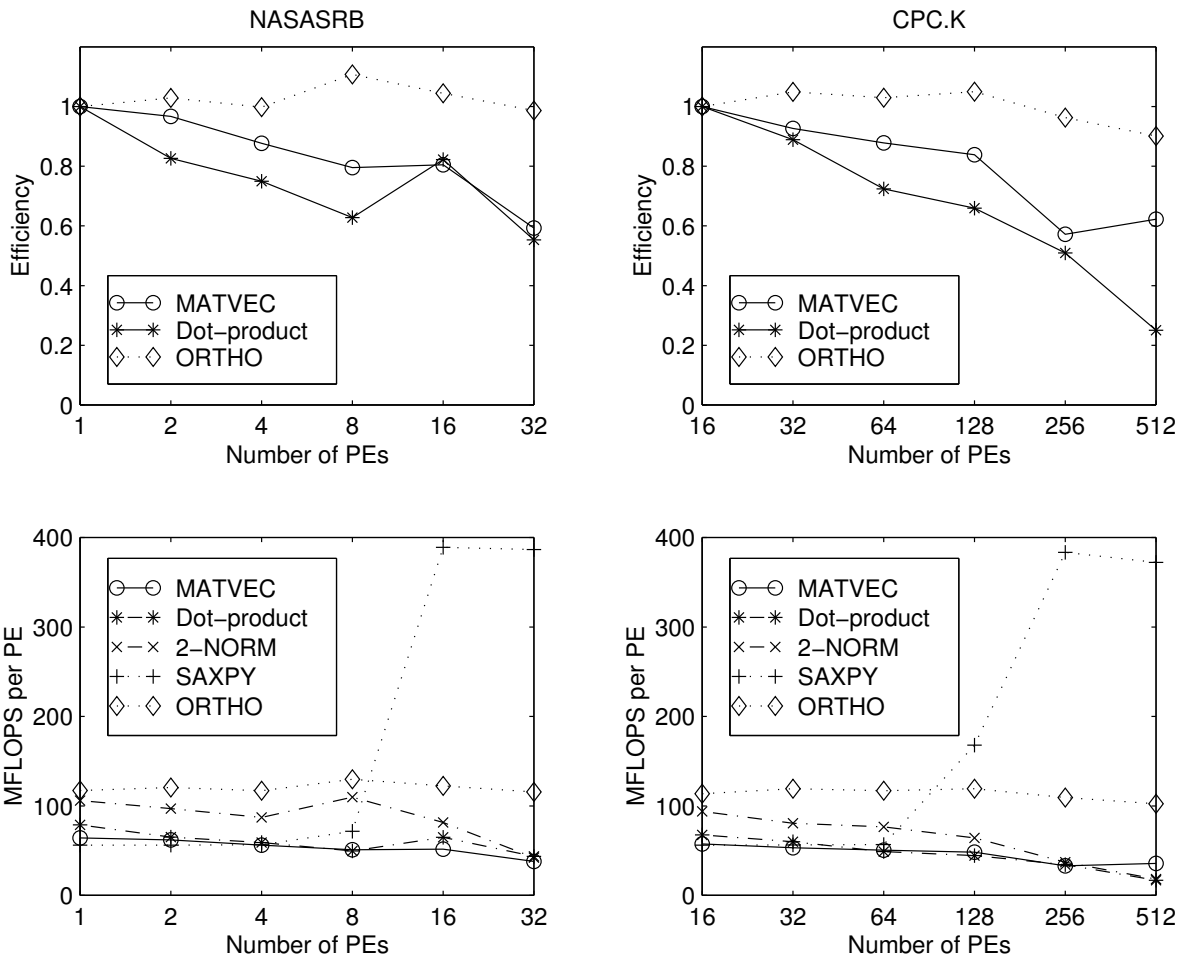 NASASRB
1
0.8
0.6
0.4
0.2
0
Efficiency
MATVEC
Dot−product
ORTHO
1 2 4 8 16 32
Number of PEs
CPC.K
1
0.8
0.6
0.4
0.2
0
Efficiency
MATVEC
Dot−product
ORTHO
16 32 64 128 256 512
Number of PEs
400
300
200
100
0
MFLOPS per PE
MATVEC
Dot−product
2−NORM
SAXPY
ORTHO
1 2 4 8 16 32
Number of PEs
400
300
200
100
0
MFLOPS per PE
MATVEC
Dot−product
2−NORM
SAXPY
ORTHO
16 32 64 128 256 512
Number of PEs